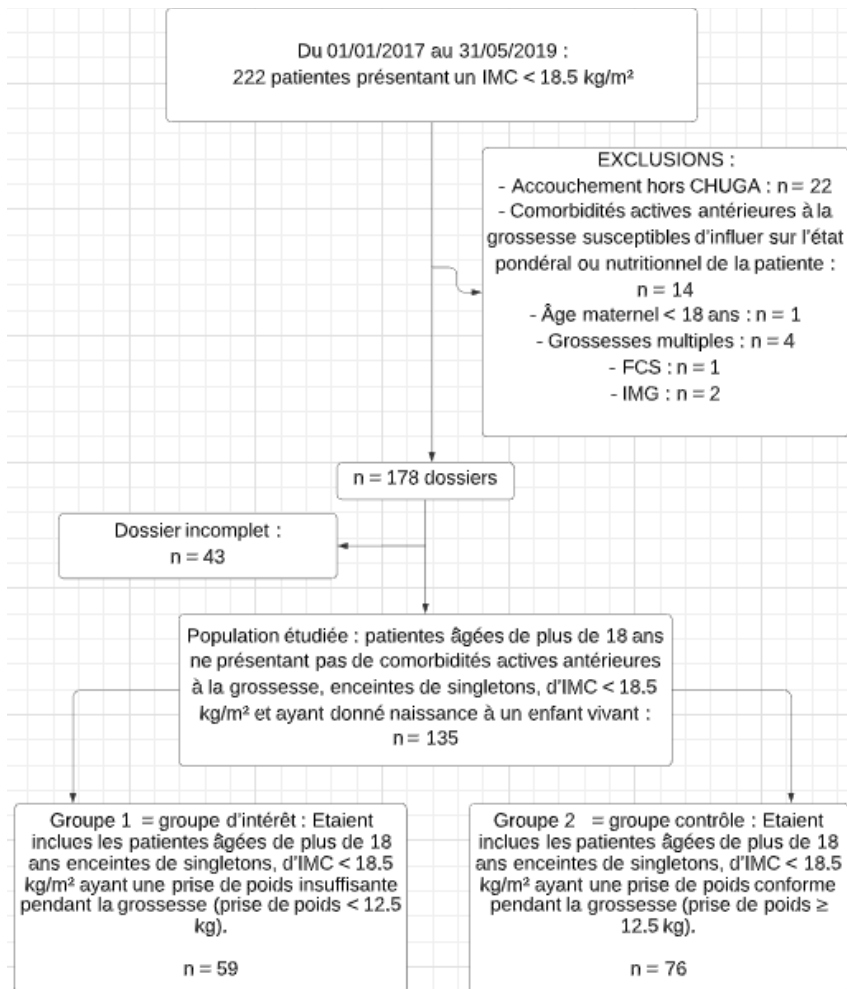 Du 01/01/2017 au 31/05/2019 :
222 patientes présentant un IMC < 18.5 kg/m²
EXCLUSIONS :
- Accouchement hors CHUGA : n = 22
- Comorbidités actives antérieures à la
grossesse susceptibles d'influer sur l'état
pondéral ou nutritionnel de la patiente :
n = 14
- Âge maternel < 18 ans : n = 1
- Grossesses multiples : n = 4
- FCS : n = 1
- IMG : n = 2
n = 178 dossiers
Dossier incomplet :
n = 43
Population étudiée : patientes âgées de plus de 18 ans
ne présentant pas de comorbidités actives antérieures
à la grossesse, enceintes de singletons, d'IMC < 18.5
kg/m² et ayant donné naissance à un enfant vivant :
n = 135
Groupe 1 = groupe d'intérêt : Etaient
inclues les patientes âgées de plus de 18
ans enceintes de singletons, d'IMC < 18.5
kg/m² ayant une prise de poids insuffisante
pendant la grossesse (prise de poids < 12.5
kg).
n = 59
Groupe 2 = groupe contrôle : Etaient
inclues les patientes âgées de plus de 18
ans enceintes de singletons, d'IMC < 18.5
kg/m² ayant une prise de poids conforme
pendant la grossesse (prise de poids ≥
12.5 kg).
n = 76